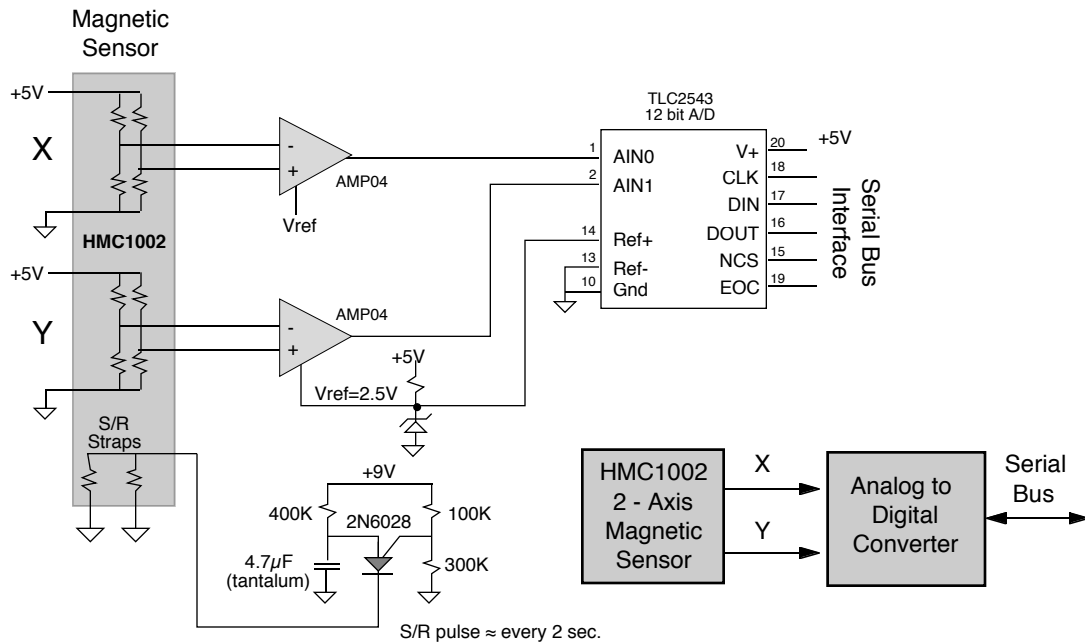 Magnetic
Sensor
+5V
X
-
+
AMP04
Vref
HMC1002
+5V
Y
-
+
AMP04
+5V
Vref=2.5V
S/R
Straps
TLC2543
12 bit A/D
1 AIN0
2 AIN1
14 Ref+
13 Ref-
10 Gnd
V+ 20 +5V
CLK 18
DIN 17
DOUT 16
NCS 15
EOC 19
Serial Bus
Interface
+9V
400K
2N6028
100K
4.7µF
(tantalum)
300K
S/R pulse ≈ every 2 sec.
HMC1002
2 - Axis
Magnetic
Sensor
X
Y
Analog to
Digital
Converter
Serial
Bus